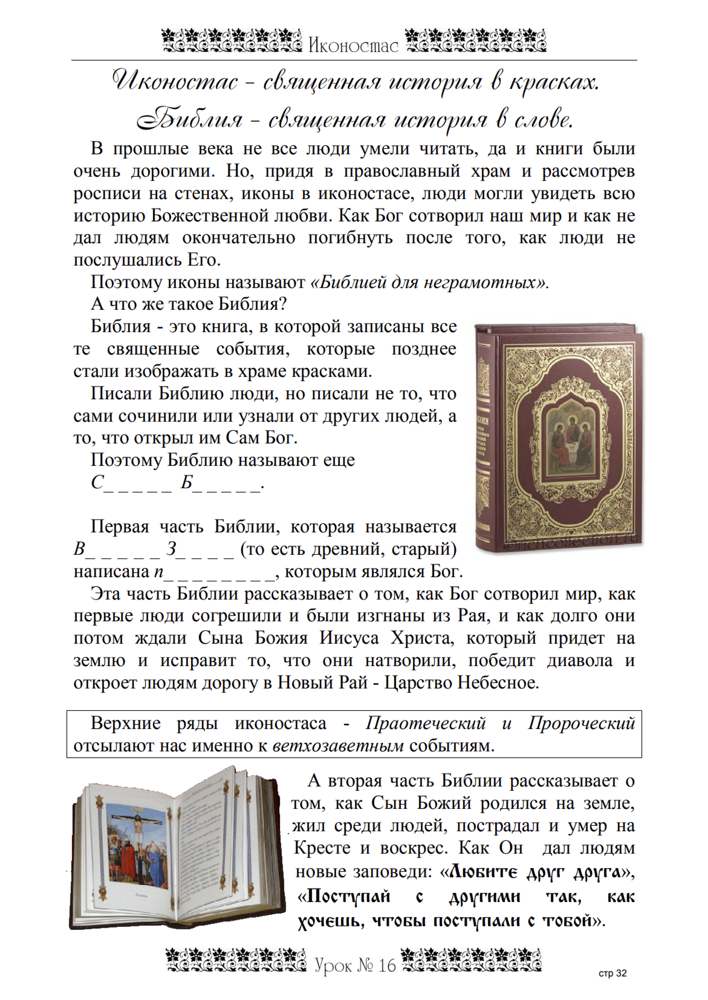 Иконостас
Иконостас – священная история в красках.
Библия – священная история в слове.
В прошлые века не все люди умели читать, да и книги были
очень дорогими. Но, придя в православный храм и рассмотрев
росписи на стенах, иконы в иконостасе, люди могли увидеть всю
историю Божественной любви. Как Бог сотворил наш мир и как не
дал людям окончательно погибнуть после того, как люди не
послушались Его.
Поэтому иконы называют «Библией для неграмотных».
А что же такое Библия?
Библия - это книга, в которой записаны все
те священные события, которые позднее
стали изображать в храме красками.
Писали Библию люди, но писали не то, что
сами сочинили или узнали от других людей, а
то, что открыл им Сам Бог.
Поэтому Библию называют еще
С_ _ _ _ _ Б_ _ _ _ _.
Первая часть Библии, которая называется
В_ _ _ _ _ З_ _ _ _ (то есть древний, старый)
написана п_ _ _ _ _ _ _ _, которым являлся Бог.
©richcollection.ru
Эта часть Библии рассказывает о том, как Бог сотворил мир, как
первые люди согрешили и были изгнаны из Рая, и как долго они
потом ждали Сына Божия Иисуса Христа, который придет на
землю и исправит то, что они натворили, победит диавола и
откроет людям дорогу в Новый Рай - Царство Небесное.
Верхние ряды иконостаса - Праотеческий и Пророческий
отсылают нас именно к ветхозаветным событиям.
А вторая часть Библии рассказывает о
том, как Сын Божий родился на земле,
жил среди людей, пострадал и умер на
Кресте и воскрес. Как Он дал людям
новые заповеди: «Любите друг друга»,
«Поступай с другими так, как
хочешь, чтобы поступали с тобой».
Урок № 16
стр 32